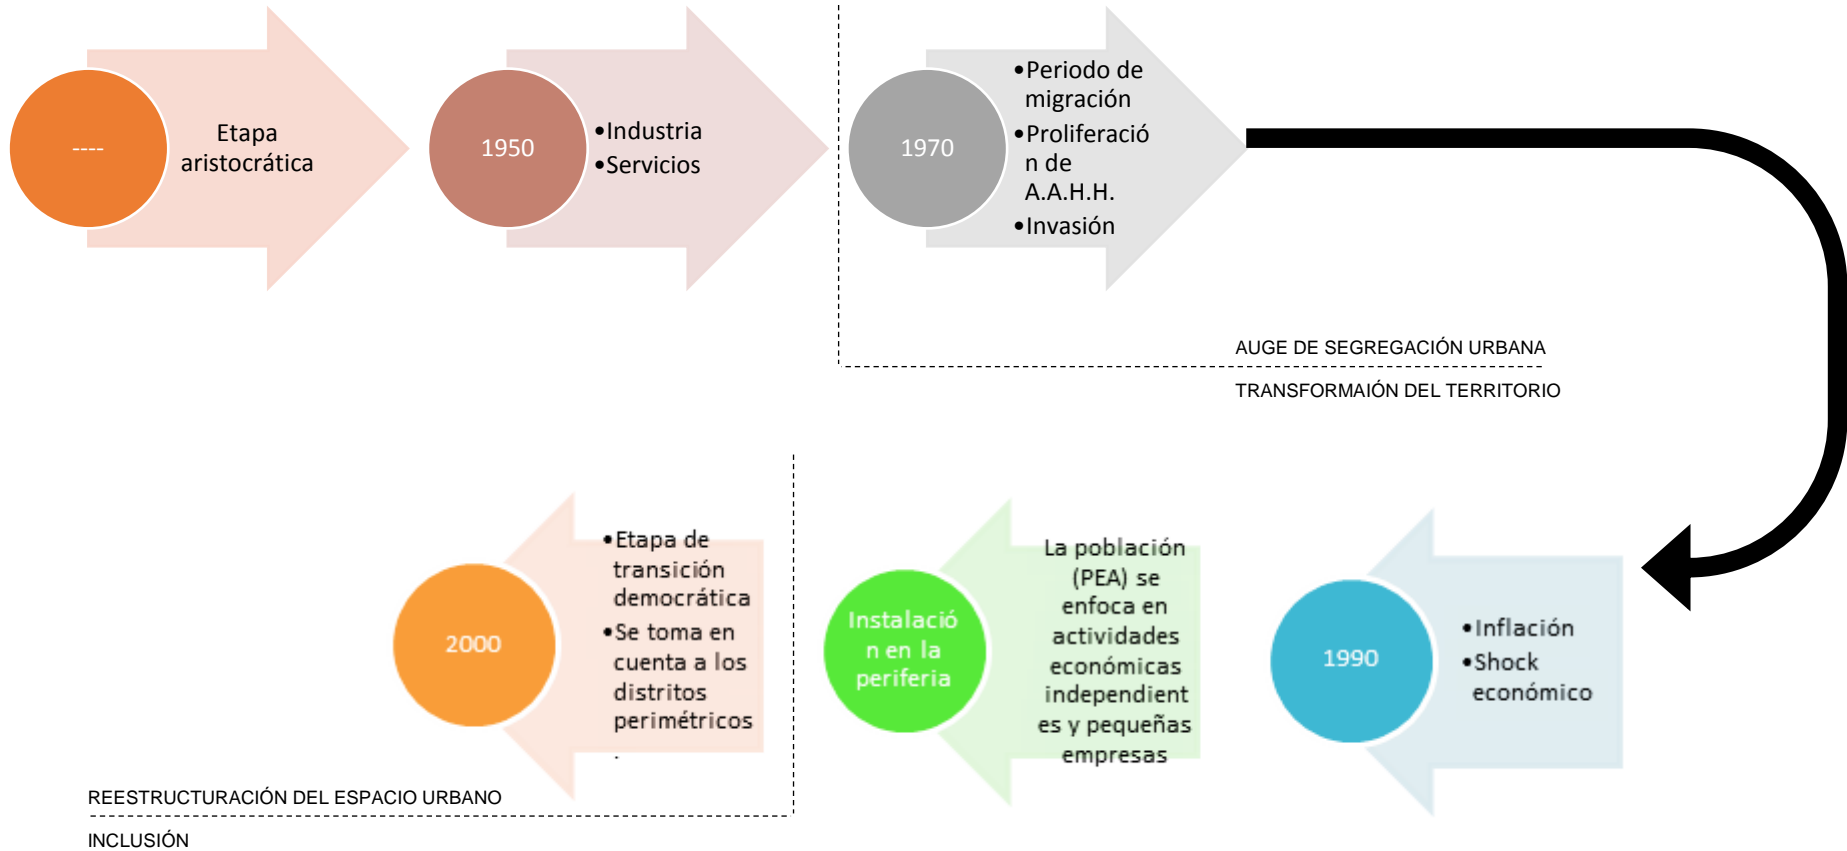 ----
Etapa
aristocrática
1950
•Industria
•Servicios
1970
•Periodo de
migración
•Proliferació
n de
A.A.H.H.
•Invasión
AUGE DE SEGREGACIÓN URBANA
TRANSFORMAIÓN DEL TERRITORIO
1990
•Inflación
•Shock
económico
Instalació
n en la
periferia
La población
(PEA) se
enfoca en
actividades
económicas
independient
es y pequeñas
empresas
2000
•Etapa de
transición
democrática
•Se toma en
cuenta a los
distritos
perimétricos
.
REESTRUCTURACIÓN DEL ESPACIO URBANO
INCLUSIÓN